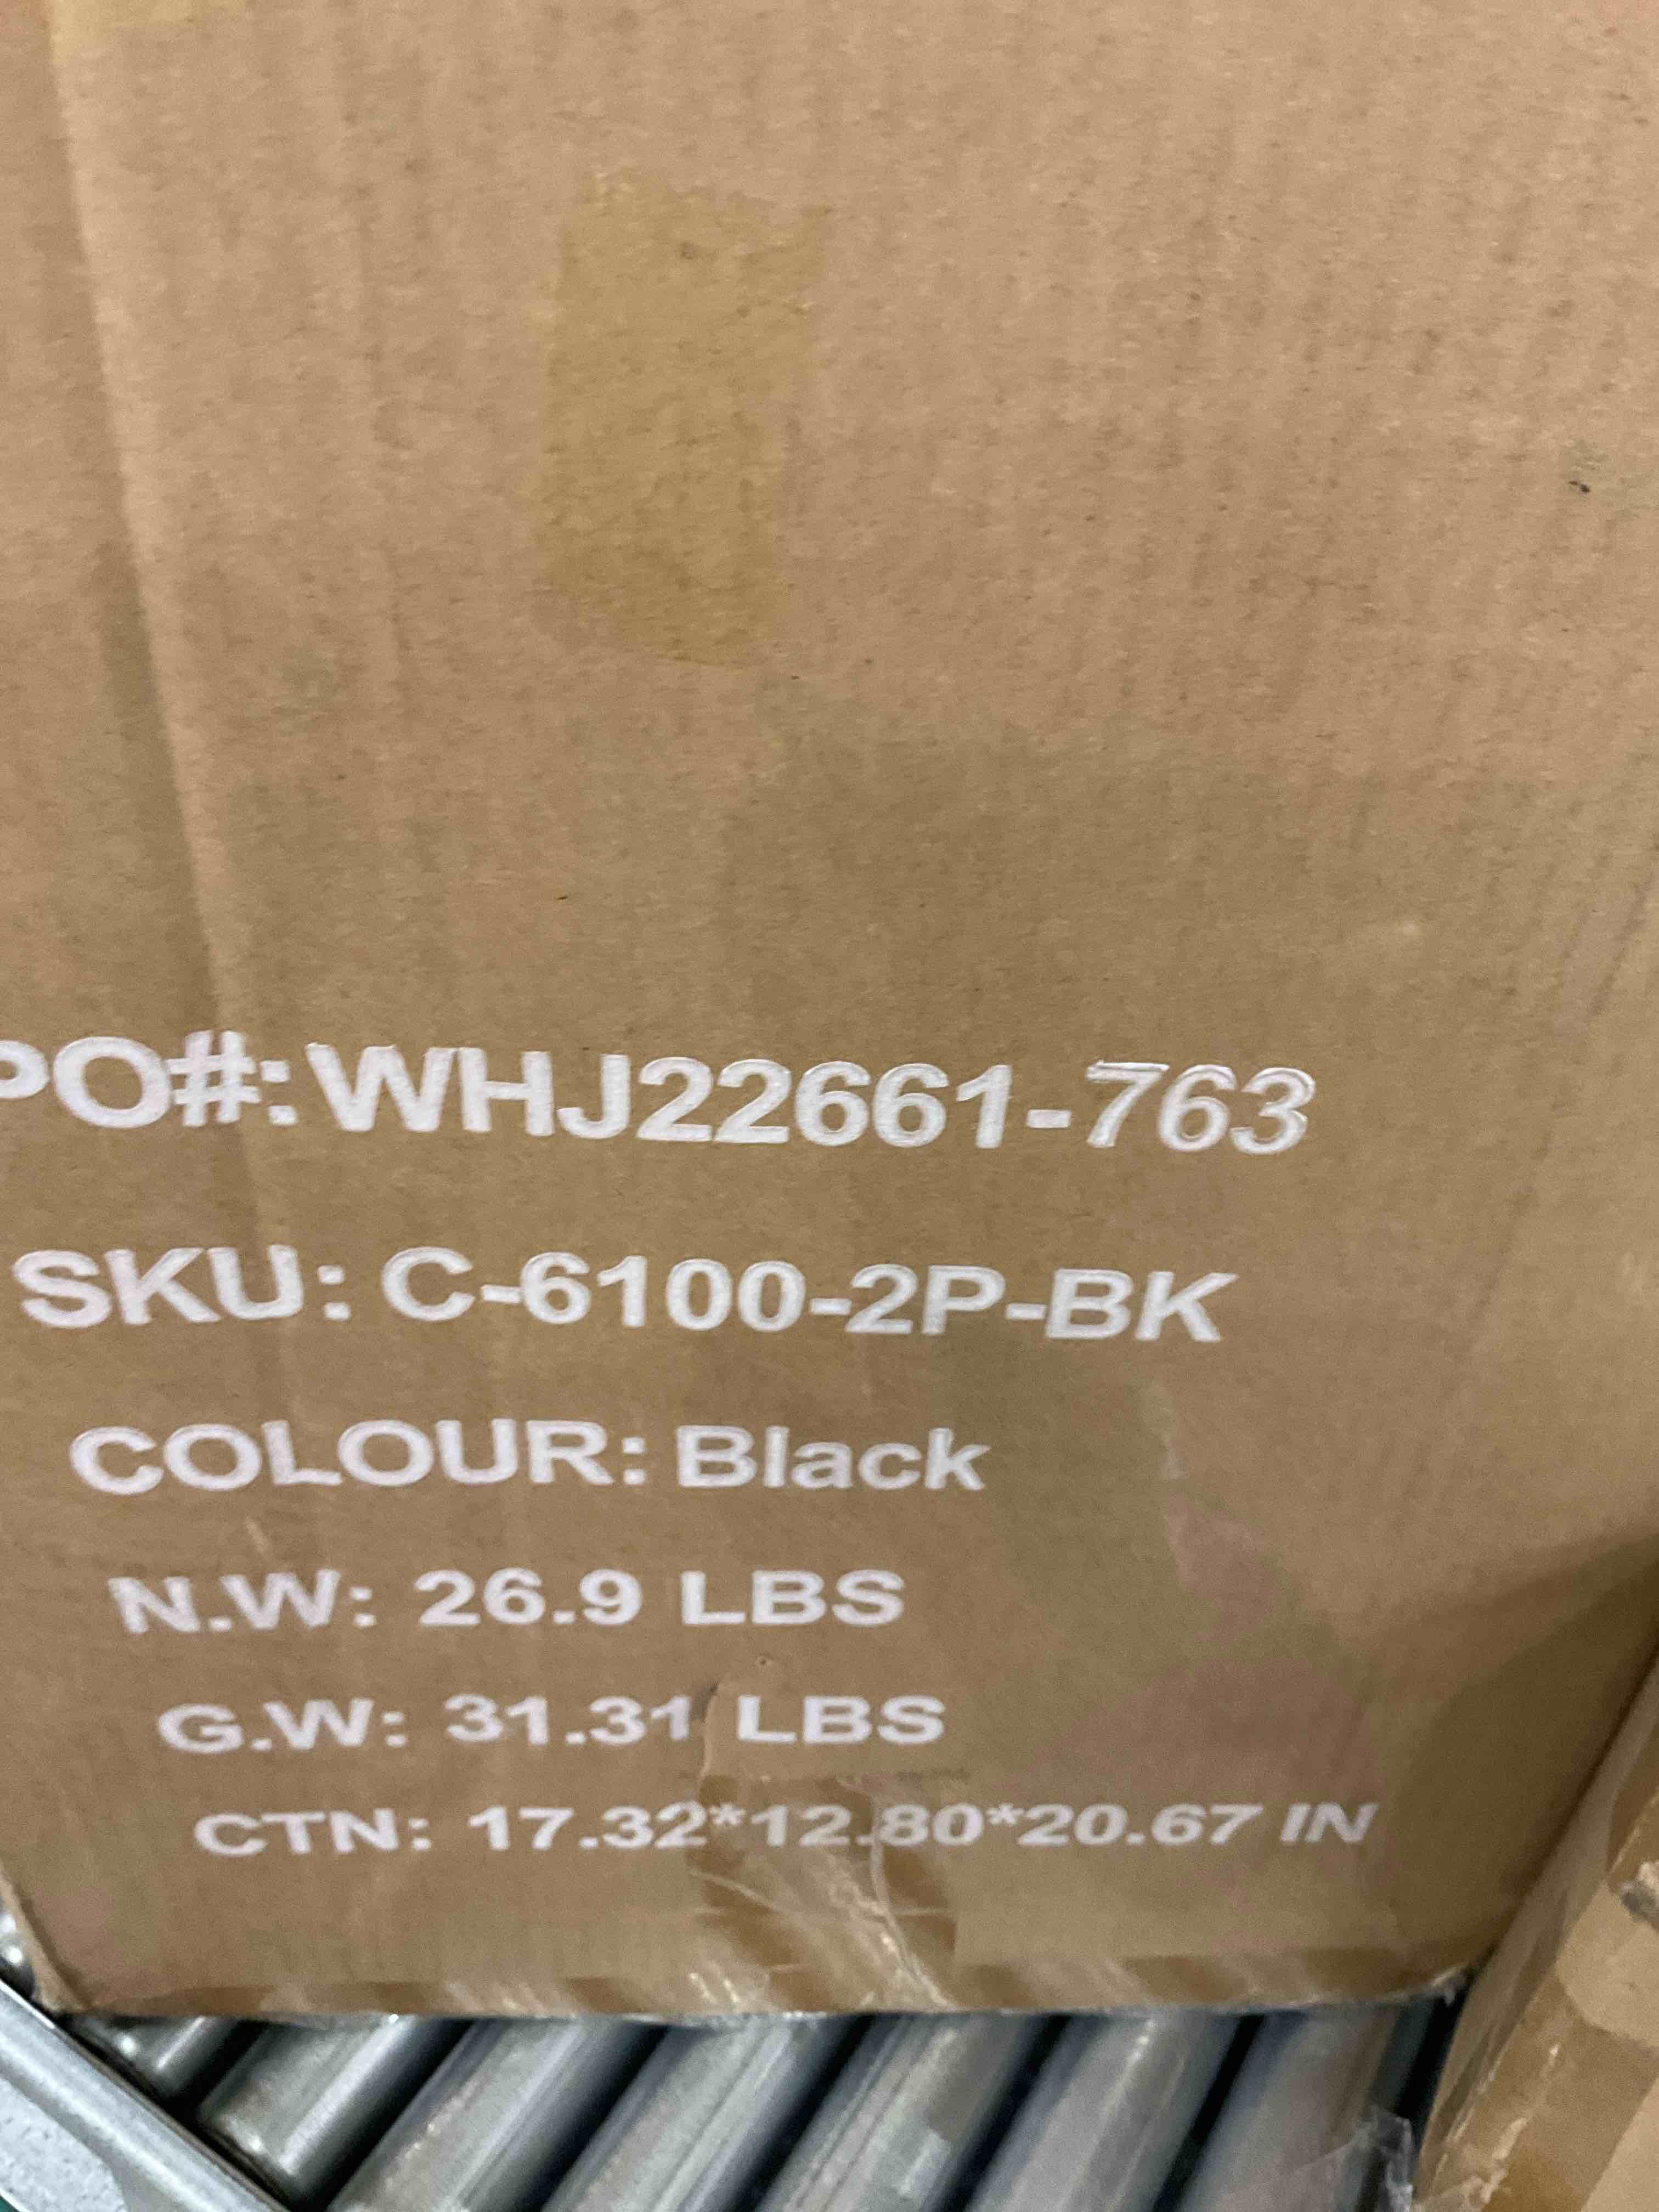 PO#: WHJ22661-763
SKU: C-6100-2P-BK
COLOUR: Black
N.W: 26.9 LBS
G.W: 31.31 LBS
CTN: 17.32*12.80*20.67 IN